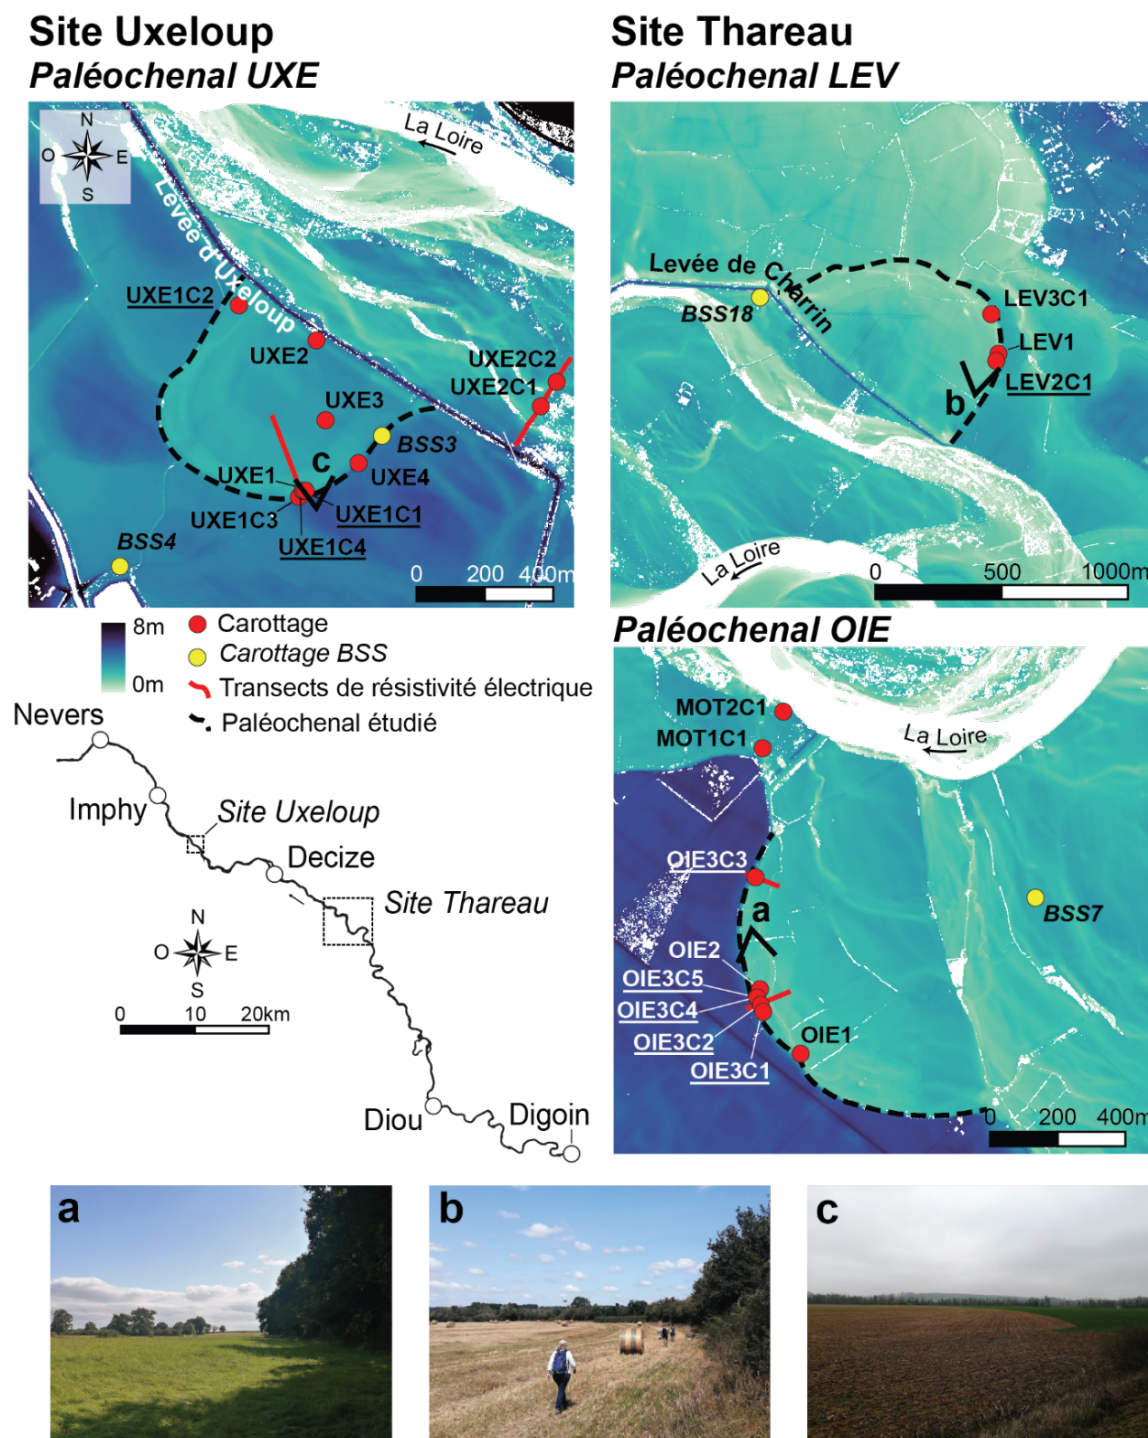 Site Uxeloup
Paléochenal UXE
N
O
E
S
La Loire
Levée d'Uxeloup
UXE1C2
UXE2
UXE2C2
UXE2C1
UXE3
BSS3
c
UXE1
UXE4
UXE1C3
UXE1C1
UXE1C4
BSS4
0 200 400m
Site Thareau
Paléochenal LEV
Levée de Charrin
BSS18
LEV3C1
LEV1
LEV2C1
b
La Loire
0 500 1000m
8m
0m
Carottage
Carottage BSS
Transects de résistivité électrique
Paléochenal étudié
Nevers
Imphy
Site Uxeloup
Decize
Site Thareau
N
O
E
S
0 10 20km
Diou
Digoin
Paléochenal OIE
MOT2C1
MOT1C1
La Loire
OIE3C3
a
BSS7
OIE2
OIE3C5
OIE3C4
OIE3C2
OIE3C1
OIE1
0 200 400m
a
b
c